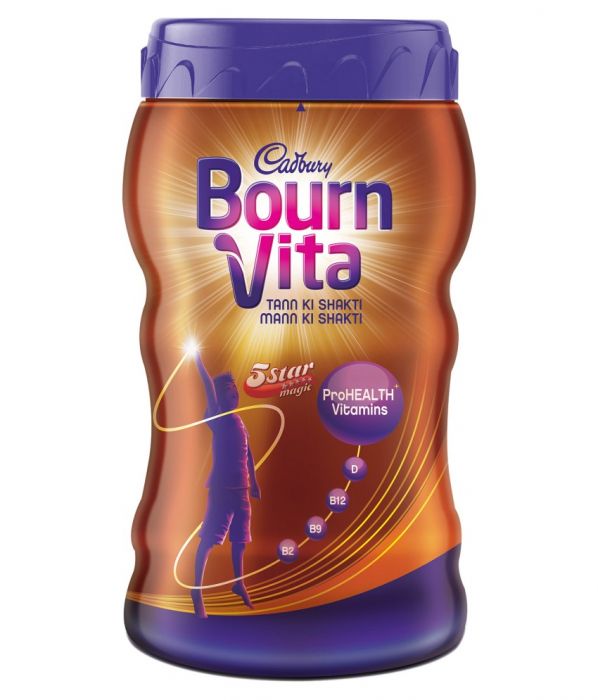 Cadbury
Bourn
Vita
TANN KI SHAKTI
MANN KI SHAKTI
5star
magic
ProHEALTH+
Vitamins
D
B12
B9
B2